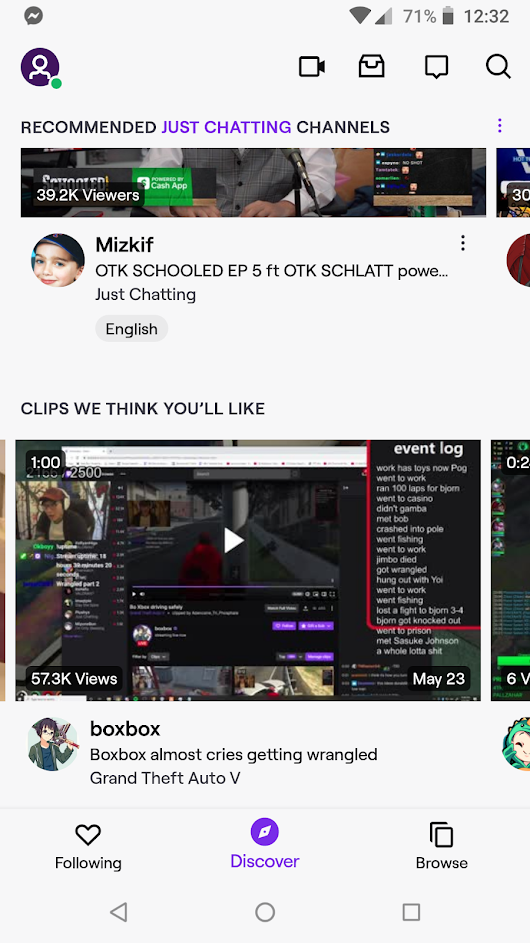 71% 12:32
RECOMMENDED JUST CHATTING CHANNELS
SCHOOLED!
POWERED BY
Cash App
39.2K Viewers
30
Mizkif
OTK SCHOOLED EP 5 ft OTK SCHLATT powe...
Just Chatting
English
CLIPS WE THINK YOU'LL LIKE
1:00
2500
event log
work has toys now Pog
went to work
ran 100 laps for bjorn
went to casino
didn't gamba
met bob
crashed into pole
went fishing
went to work
jimbo died
got wrangled
hung out with Yoi
went to work
went fishing
lost a fight to bjorn 3-4
bjorn got knocked out
went to prison
met Sasuke Johnson
a whole lotta shit
Bo Xbox driving safely
boxbox
57.3K Views
May 23
0:2
6 V
boxbox
Boxbox almost cries getting wrangled
Grand Theft Auto V
Following
Discover
Browse